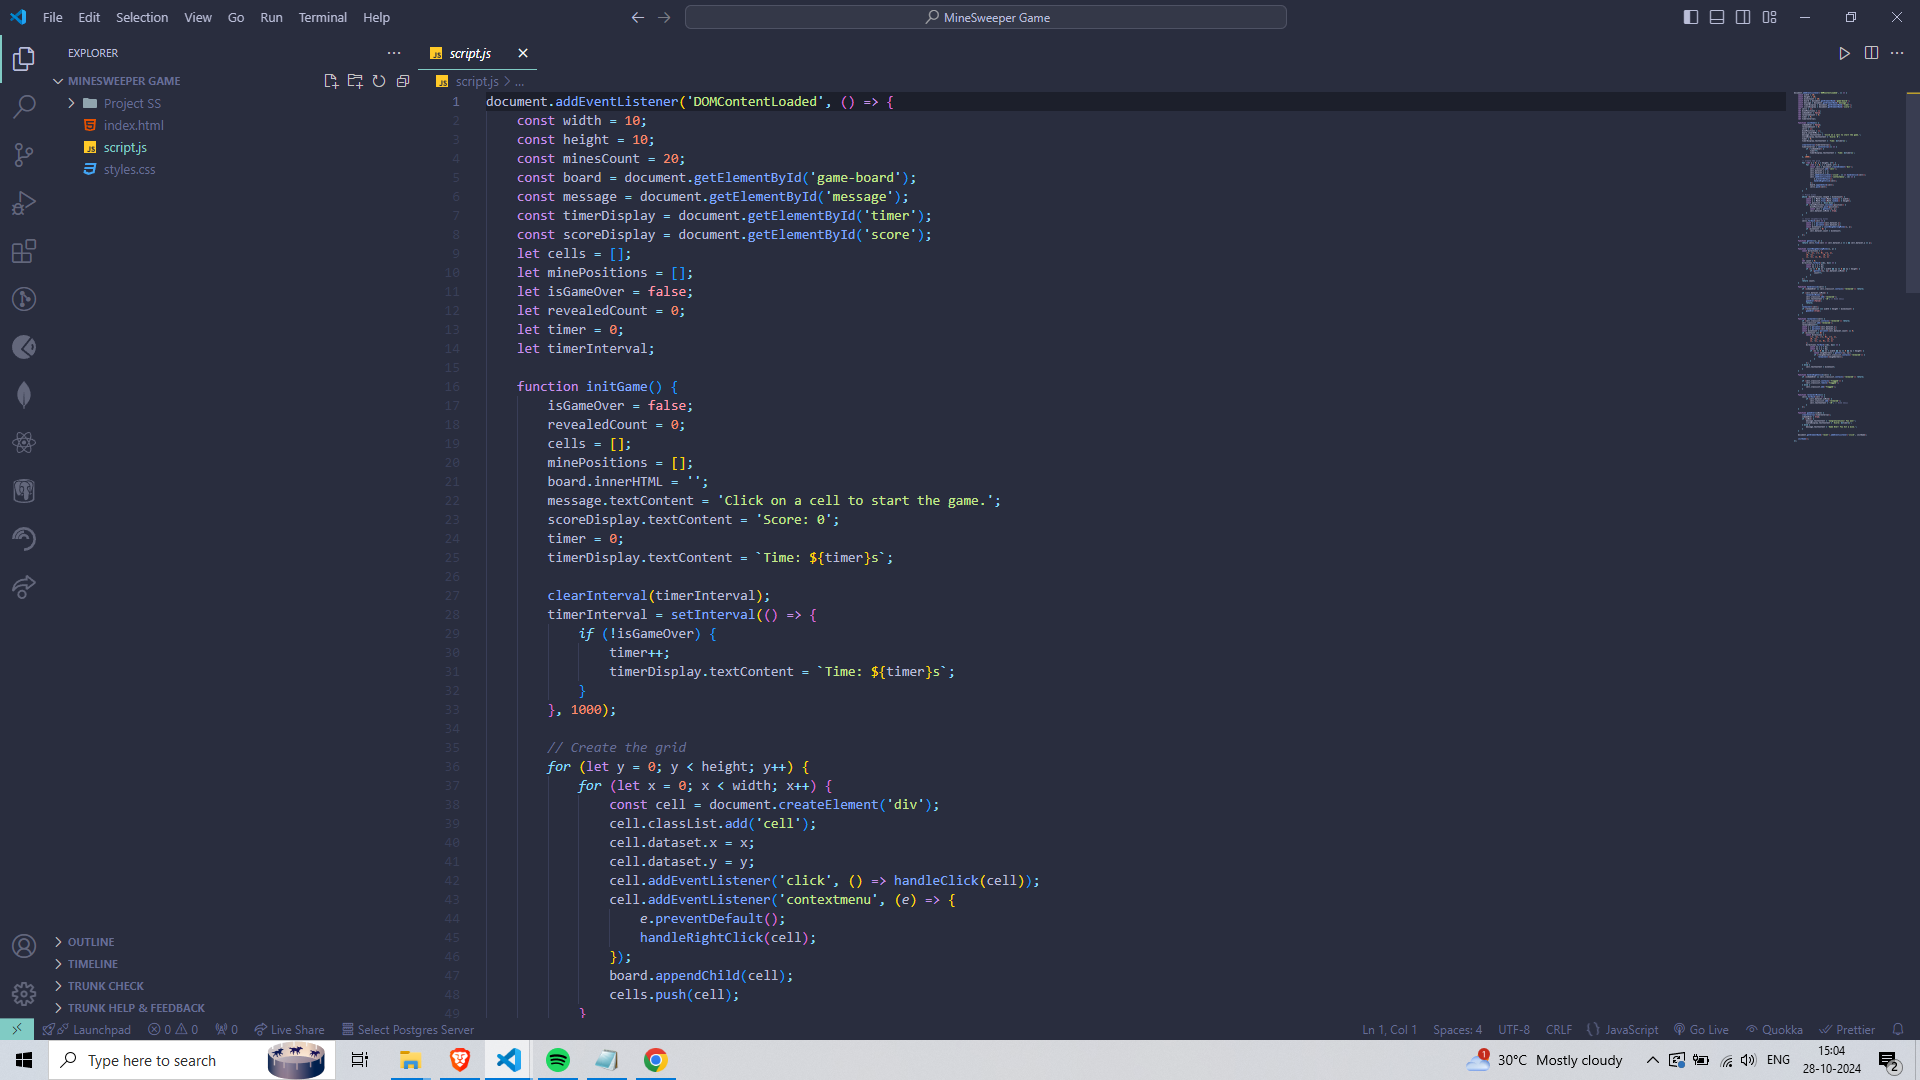 File Edit Selection View Go Run Terminal Help
MineSweeper Game
EXPLORER
MINESWEEPER GAME
Project SS
index.html
script.js
styles.css
OUTLINE
TIMELINE
TRUNK CHECK
TRUNK HELP & FEEDBACK
JS script.js
JS script.js > ...
1 document.addEventListener('DOMContentLoaded', () => {
2 const width = 10;
3 const height = 10;
4 const minesCount = 20;
5 const board = document.getElementById('game-board');
6 const message = document.getElementById('message');
7 const timerDisplay = document.getElementById('timer');
8 const scoreDisplay = document.getElementById('score');
9 let cells = [];
10 let minePositions = [];
11 let isGameOver = false;
12 let revealedCount = 0;
13 let timer = 0;
14 let timerInterval;
15
16 function initGame() {
17 isGameOver = false;
18 revealedCount = 0;
19 cells = [];
20 minePositions = [];
21 board.innerHTML = '';
22 message.textContent = 'Click on a cell to start the game.';
23 scoreDisplay.textContent = 'Score: 0';
24 timer = 0;
25 timerDisplay.textContent = `Time: ${timer}s`;
26
27 clearInterval(timerInterval);
28 timerInterval = setInterval(() => {
29 if (!isGameOver) {
30 timer++;
31 timerDisplay.textContent = `Time: ${timer}s`;
32 }
33 }, 1000);
34
35 // Create the grid
36 for (let y = 0; y < height; y++) {
37 for (let x = 0; x < width; x++) {
38 const cell = document.createElement('div');
39 cell.classList.add('cell');
40 cell.dataset.x = x;
41 cell.dataset.y = y;
42 cell.addEventListener('click', () => handleClick(cell));
43 cell.addEventListener('contextmenu', (e) => {
44 e.preventDefault();
45 handleRightClick(cell);
46 });
47 board.appendChild(cell);
48 cells.push(cell);
49 }
Launchpad 0 0 0 Live Share Select Postgres Server
Ln 1, Col 1 Spaces: 4 UTF-8 CRLF {} JavaScript Go Live Quokka Prettier
Type here to search
1 30°C Mostly cloudy ENG
15:04
28-10-2024
2